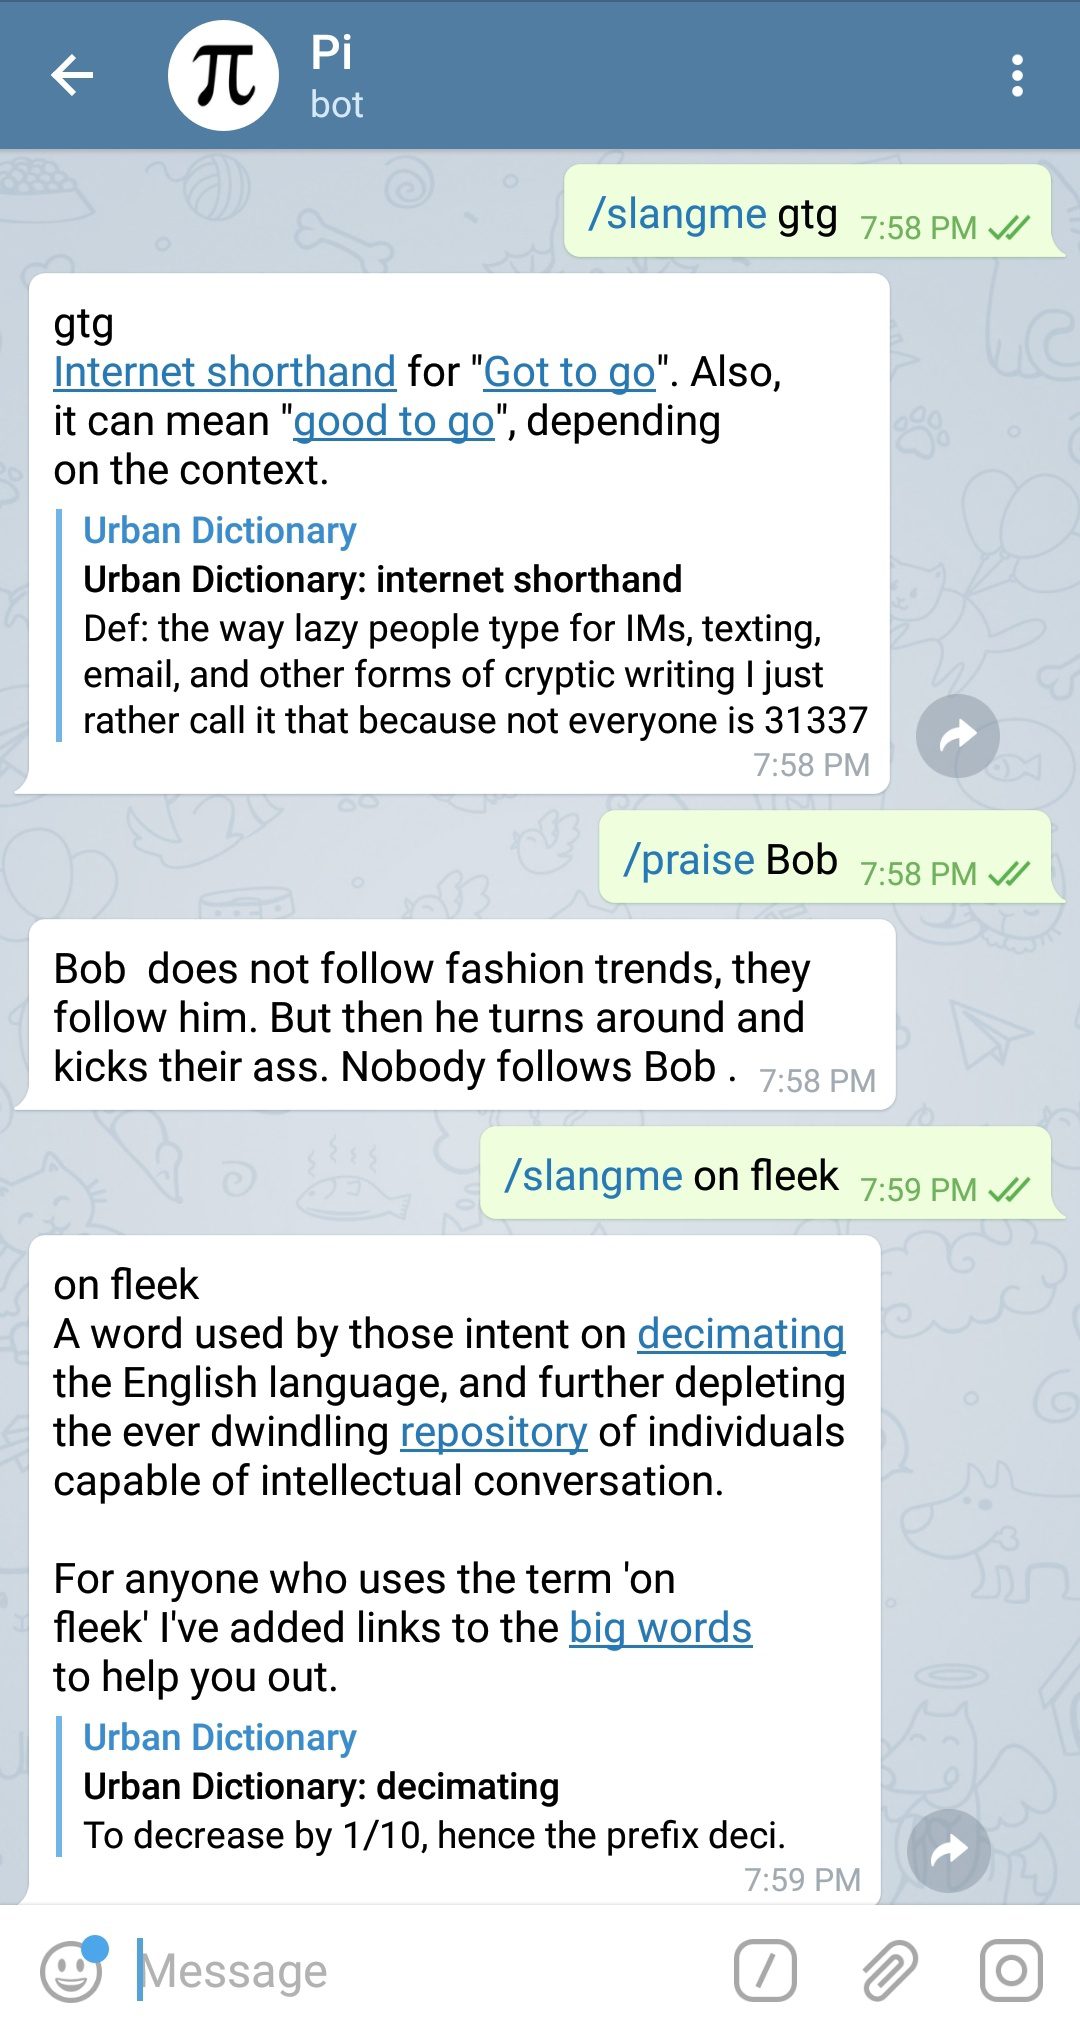 π
Pi
bot
/slangme gtg 7:58 PM
gtg
Internet shorthand for "Got to go". Also,
it can mean "good to go", depending
on the context.
Urban Dictionary
Urban Dictionary: internet shorthand
Def: the way lazy people type for IMs, texting,
email, and other forms of cryptic writing I just
rather call it that because not everyone is 31337
7:58 PM
/praise Bob 7:58 PM
Bob  does not follow fashion trends, they
follow him. But then he turns around and
kicks their ass. Nobody follows Bob . 7:58 PM
/slangme on fleek 7:59 PM
on fleek
A word used by those intent on decimating
the English language, and further depleting
the ever dwindling repository of individuals
capable of intellectual conversation.
For anyone who uses the term 'on
fleek' I've added links to the big words
to help you out.
Urban Dictionary
Urban Dictionary: decimating
To decrease by 1/10, hence the prefix deci.
7:59 PM
Message